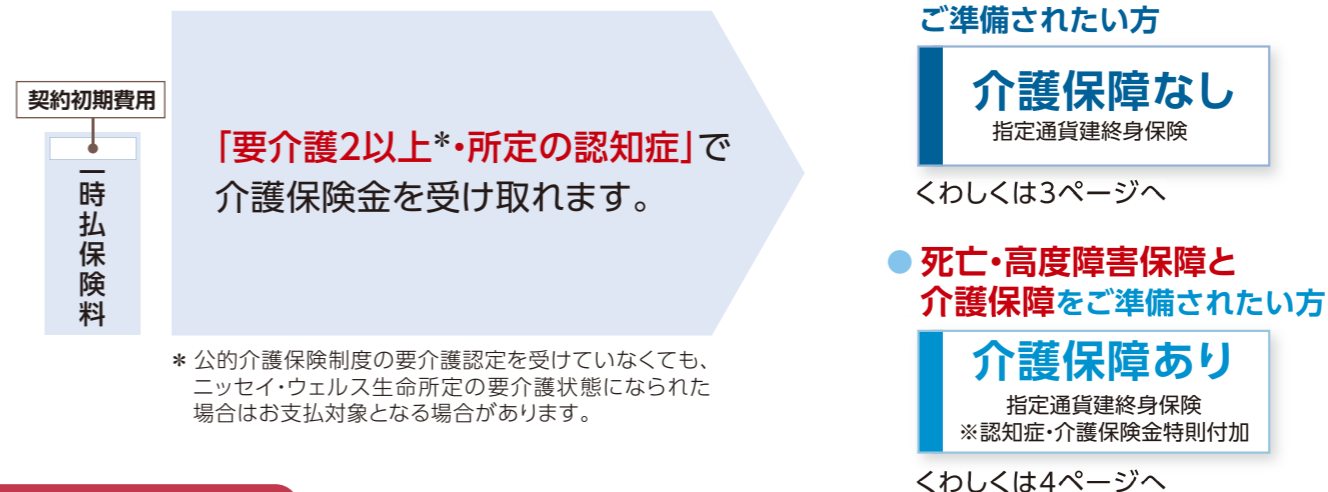 契約初期費用
一時払保険料
「要介護2以上*・所定の認知症」で
介護保険金を受け取れます。
* 公的介護保険制度の要介護認定を受けていなくても、
ニッセイ・ウェルス生命所定の要介護状態になられた
場合はお支払対象となる場合があります。
ご準備されたい方
介護保障なし
指定通貨建終身保険
くわしくは3ページへ
● 死亡・高度障害保障と
介護保障をご準備されたい方
介護保障あり
指定通貨建終身保険
※認知症・介護保険金特則付加
くわしくは4ページへ